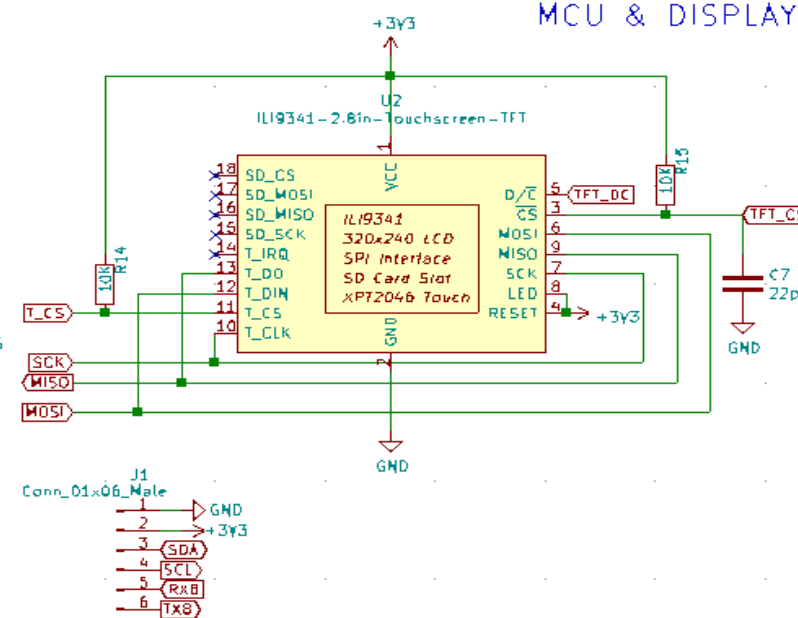 MCU & DISPLAY
+3V3
U2
ILI9341-2.8in-Touchscreen-TFT
1
VCC
18 SD_CS
17 SD_MOSI
16 SD_MISO
15 SD_SCK
14 T_IRQ
13 T_DO
12 T_DIN
11 T_CS
10 T_CLK
ILI9341
320x240 LCD
SPI Interface
SD Card Slot
XPT2046 Touch
D/C 5 TFT_DC
CS 3
MOSI 6
MISO 9
SCK 7
LED 8
RESET 4
+3V3
GND
2
GND
10K
R14
10K
R15
TFT_CS
C7
22p
GND
T_CS
SCK
MISO
MOSI
J1
Conn_01x06_Male
1 GND
2 +3V3
3 SDA
4 SCL
5 RX8
6 TX8